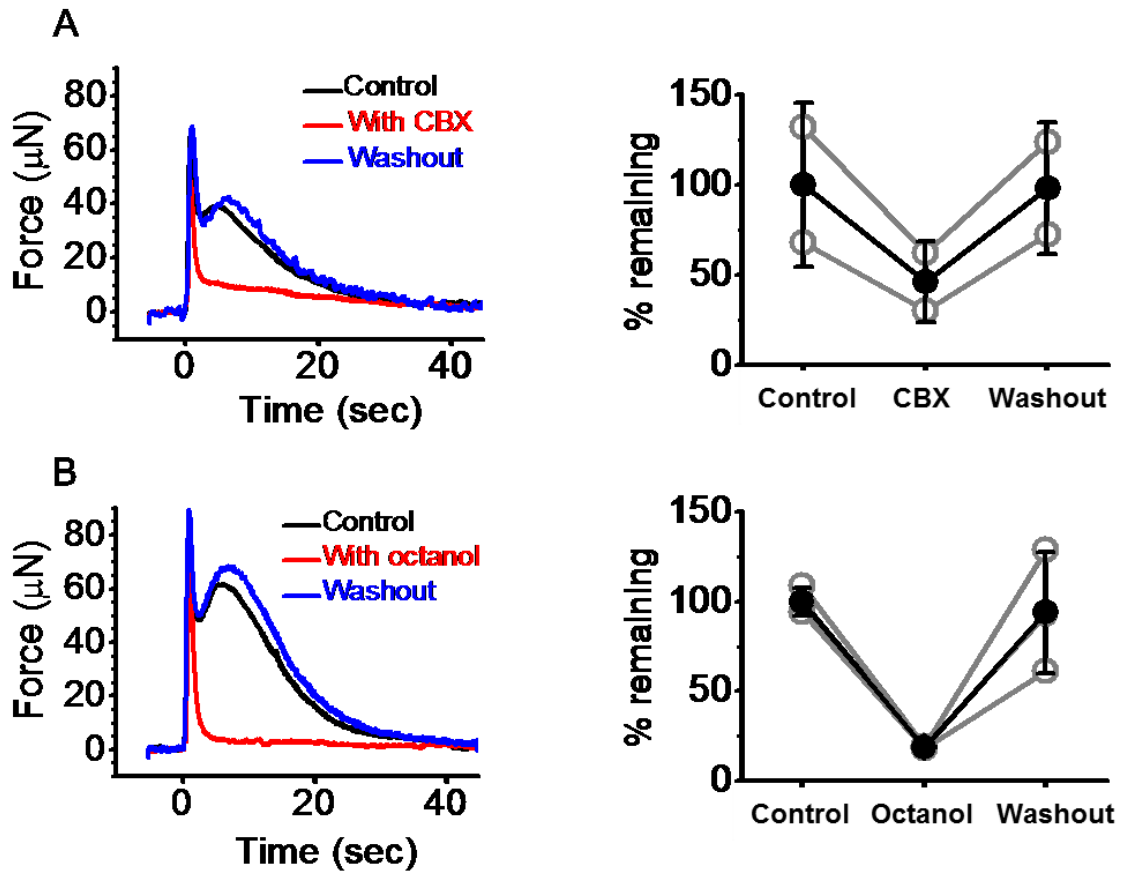 A
Force (µN)
80
60
40
20
0
Control
With CBX
Washout
0 20 40
Time (sec)
% remaining
150
100
50
0
Control CBX Washout
B
Force (µN)
80
60
40
20
0
Control
With octanol
Washout
0 20 40
Time (sec)
% remaining
150
100
50
0
Control Octanol Washout